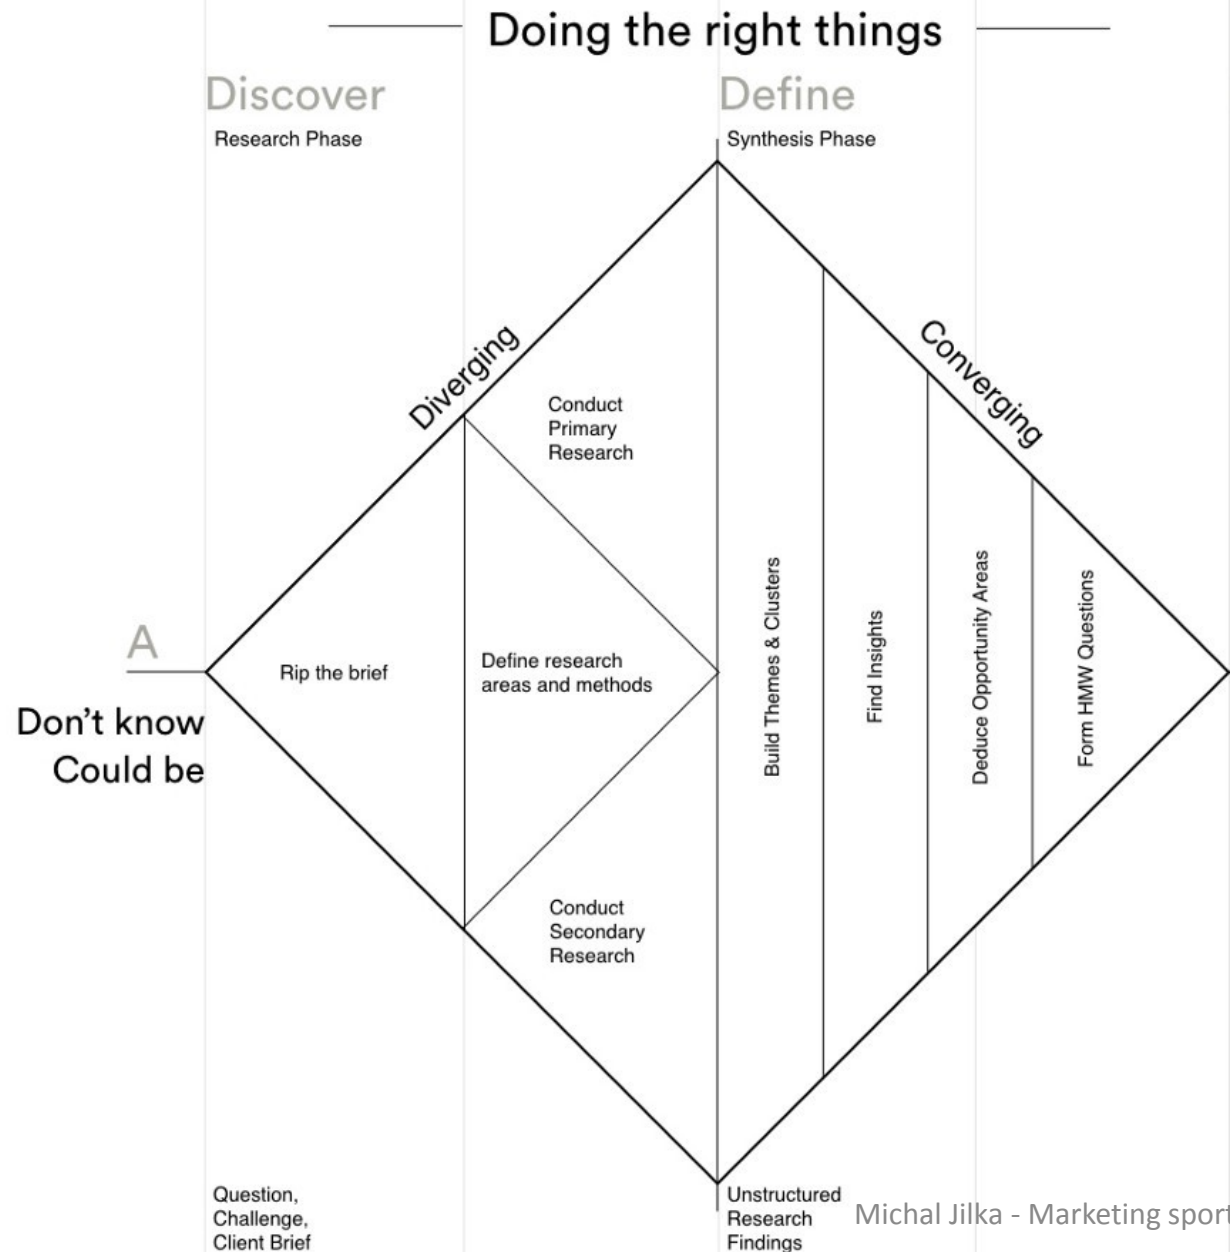 Doing the right things
Discover
Research Phase
Define
Synthesis Phase
Diverging
Converging
Conduct
Primary
Research
A
Don't know
Could be
Rip the brief
Define research
areas and methods
Build Themes & Clusters
Find Insights
Deduce Opportunity Areas
Form HMW Questions
Conduct
Secondary
Research
Question,
Challenge,
Client Brief
Unstructured
Research
Findings
Michal Jilka - Marketing sport